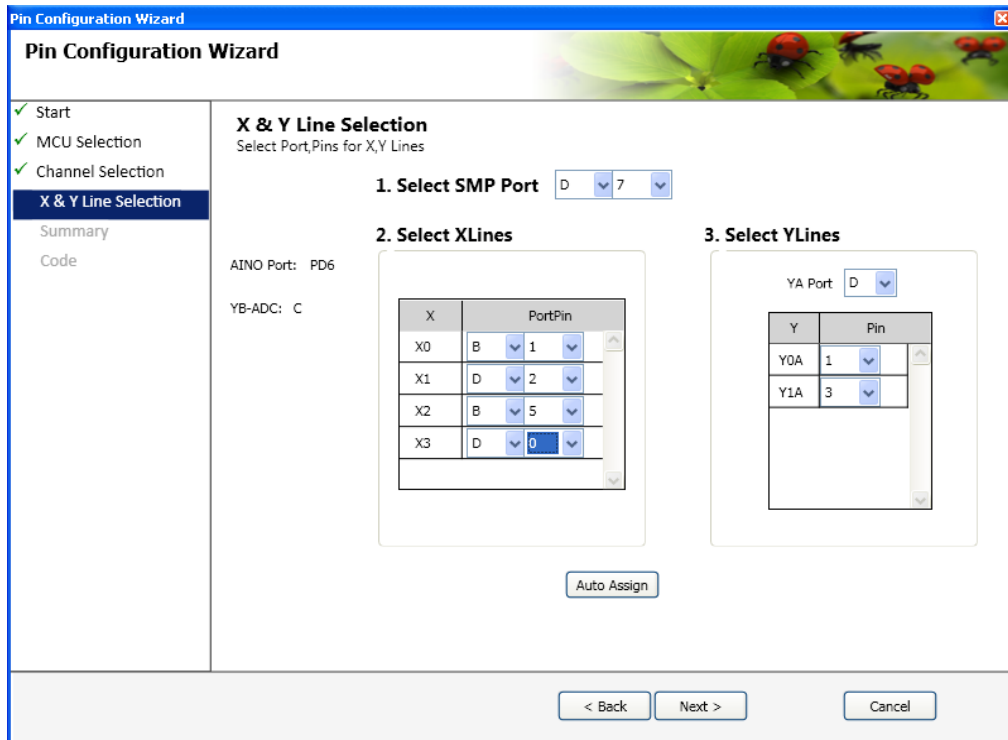 Pin Configuration Wizard
Pin Configuration Wizard
Start
MCU Selection
Channel Selection
X & Y Line Selection
Summary
Code
X & Y Line Selection
Select Port,Pins for X,Y Lines
1. Select SMP Port D 7
2. Select XLines
3. Select YLines
AINO Port: PD6
YB-ADC: C
X PortPin
X0 B 1
X1 D 2
X2 B 5
X3 D 0
YA Port D
Y Pin
Y0A 1
Y1A 3
Auto Assign
< Back Next > Cancel